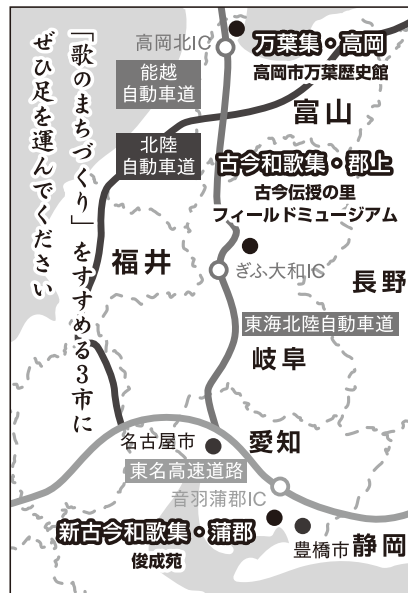 「歌のまちづくり」をすすめる3市に
ぜひ足を運んでください
高岡北IC
万葉集・高岡
高岡市万葉歴史館
能越
自動車道
富山
北陸
自動車道
古今和歌集・郡上
古今伝授の里
フィールドミュージアム
福井
ぎふ大和IC
長野
東海北陸自動車道
岐阜
名古屋市
愛知
東名高速道路
音羽蒲郡IC
新古今和歌集・蒲郡
俊成苑
豊橋市
静岡